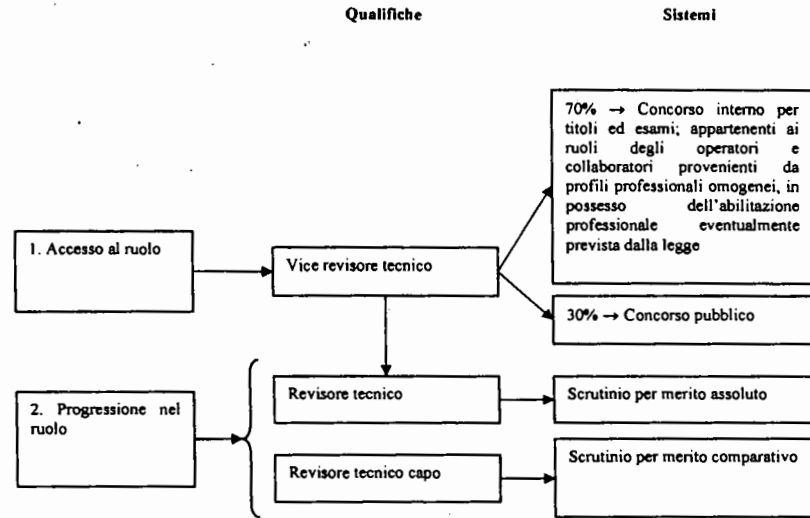 Qualifiche
Sistemi
70% → Concorso interno per
titoli ed esami; appartenenti ai
ruoli degli operatori e
collaboratori provenienti da
profili professionali omogenei, in
possesso dell'abilitazione
professionale eventualmente
prevista dalla legge
1. Accesso al ruolo
Vice revisore tecnico
30% → Concorso pubblico
2. Progressione nel
ruolo
Revisore tecnico
Scrutinio per merito assoluto
Revisore tecnico capo
Scrutinio per merito comparativo